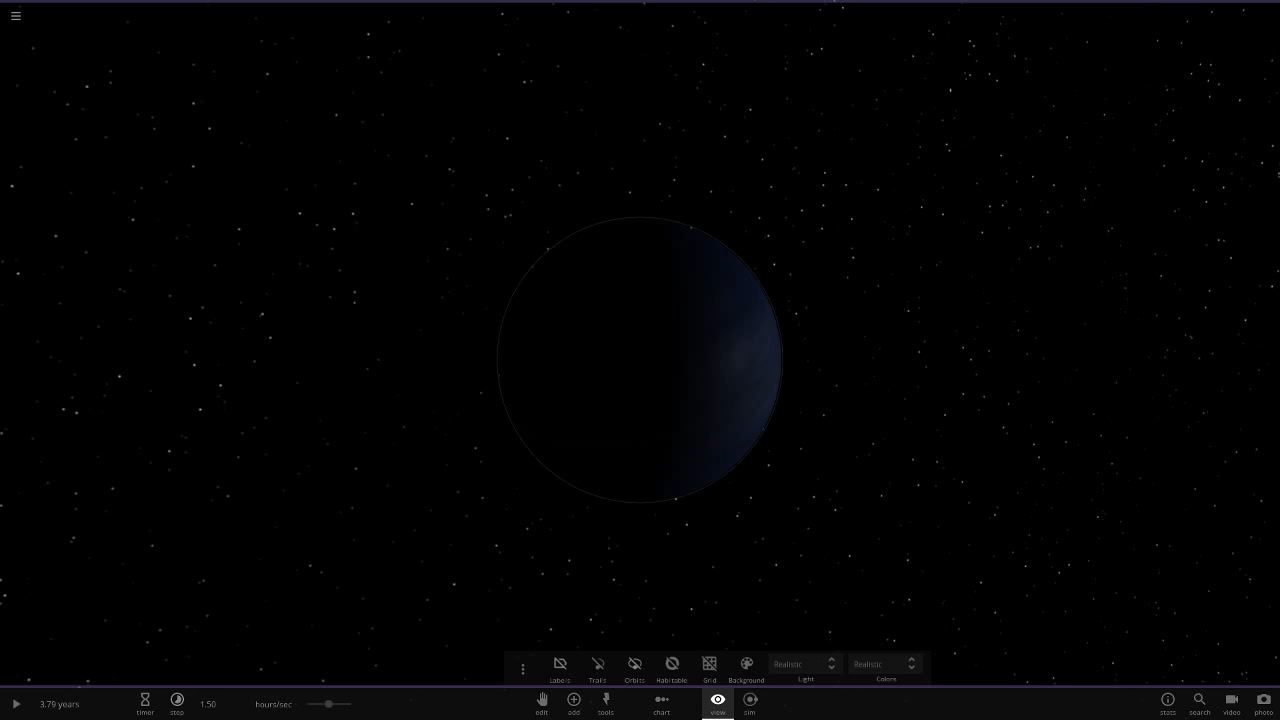 Labels Trails Orbits Habitable Grid Background Realistic Light Realistic Colors
3.79 years timer step 1.50 hours/sec edit add tools chart view sim stats search video photo